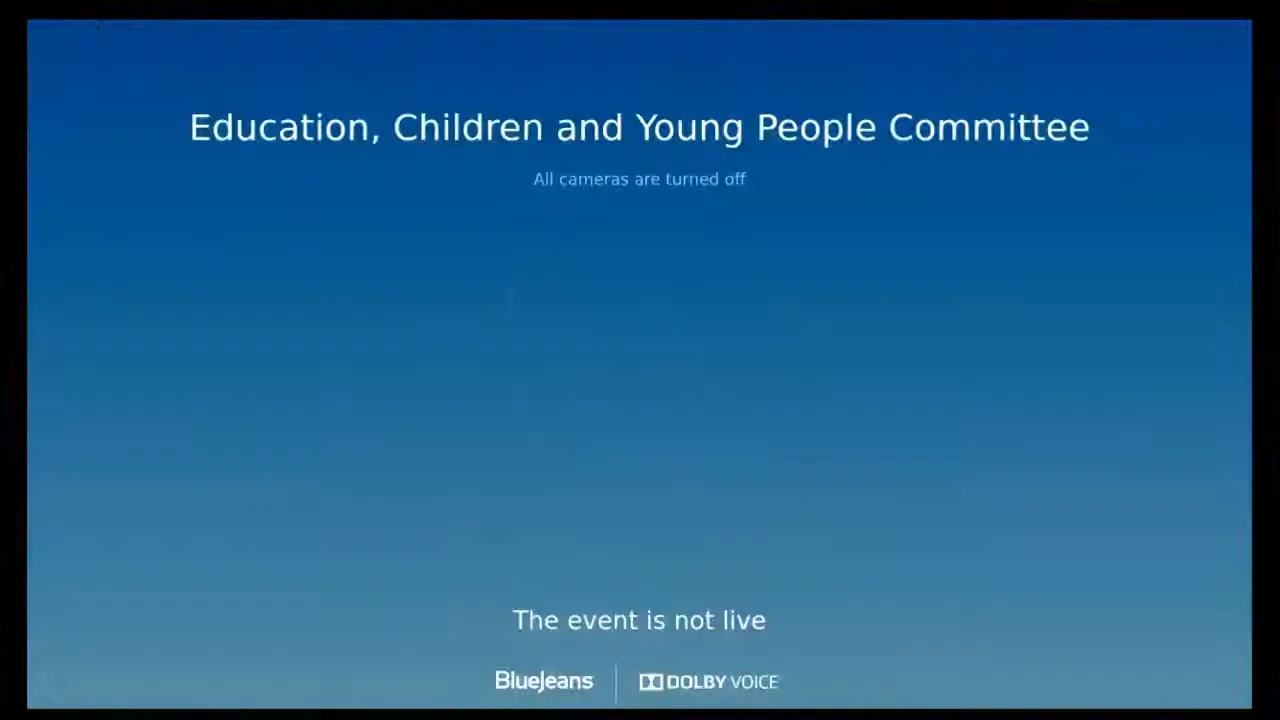 Education, Children and Young People Committee
All cameras are turned off
The event is not live
BlueJeans DOLBY VOICE